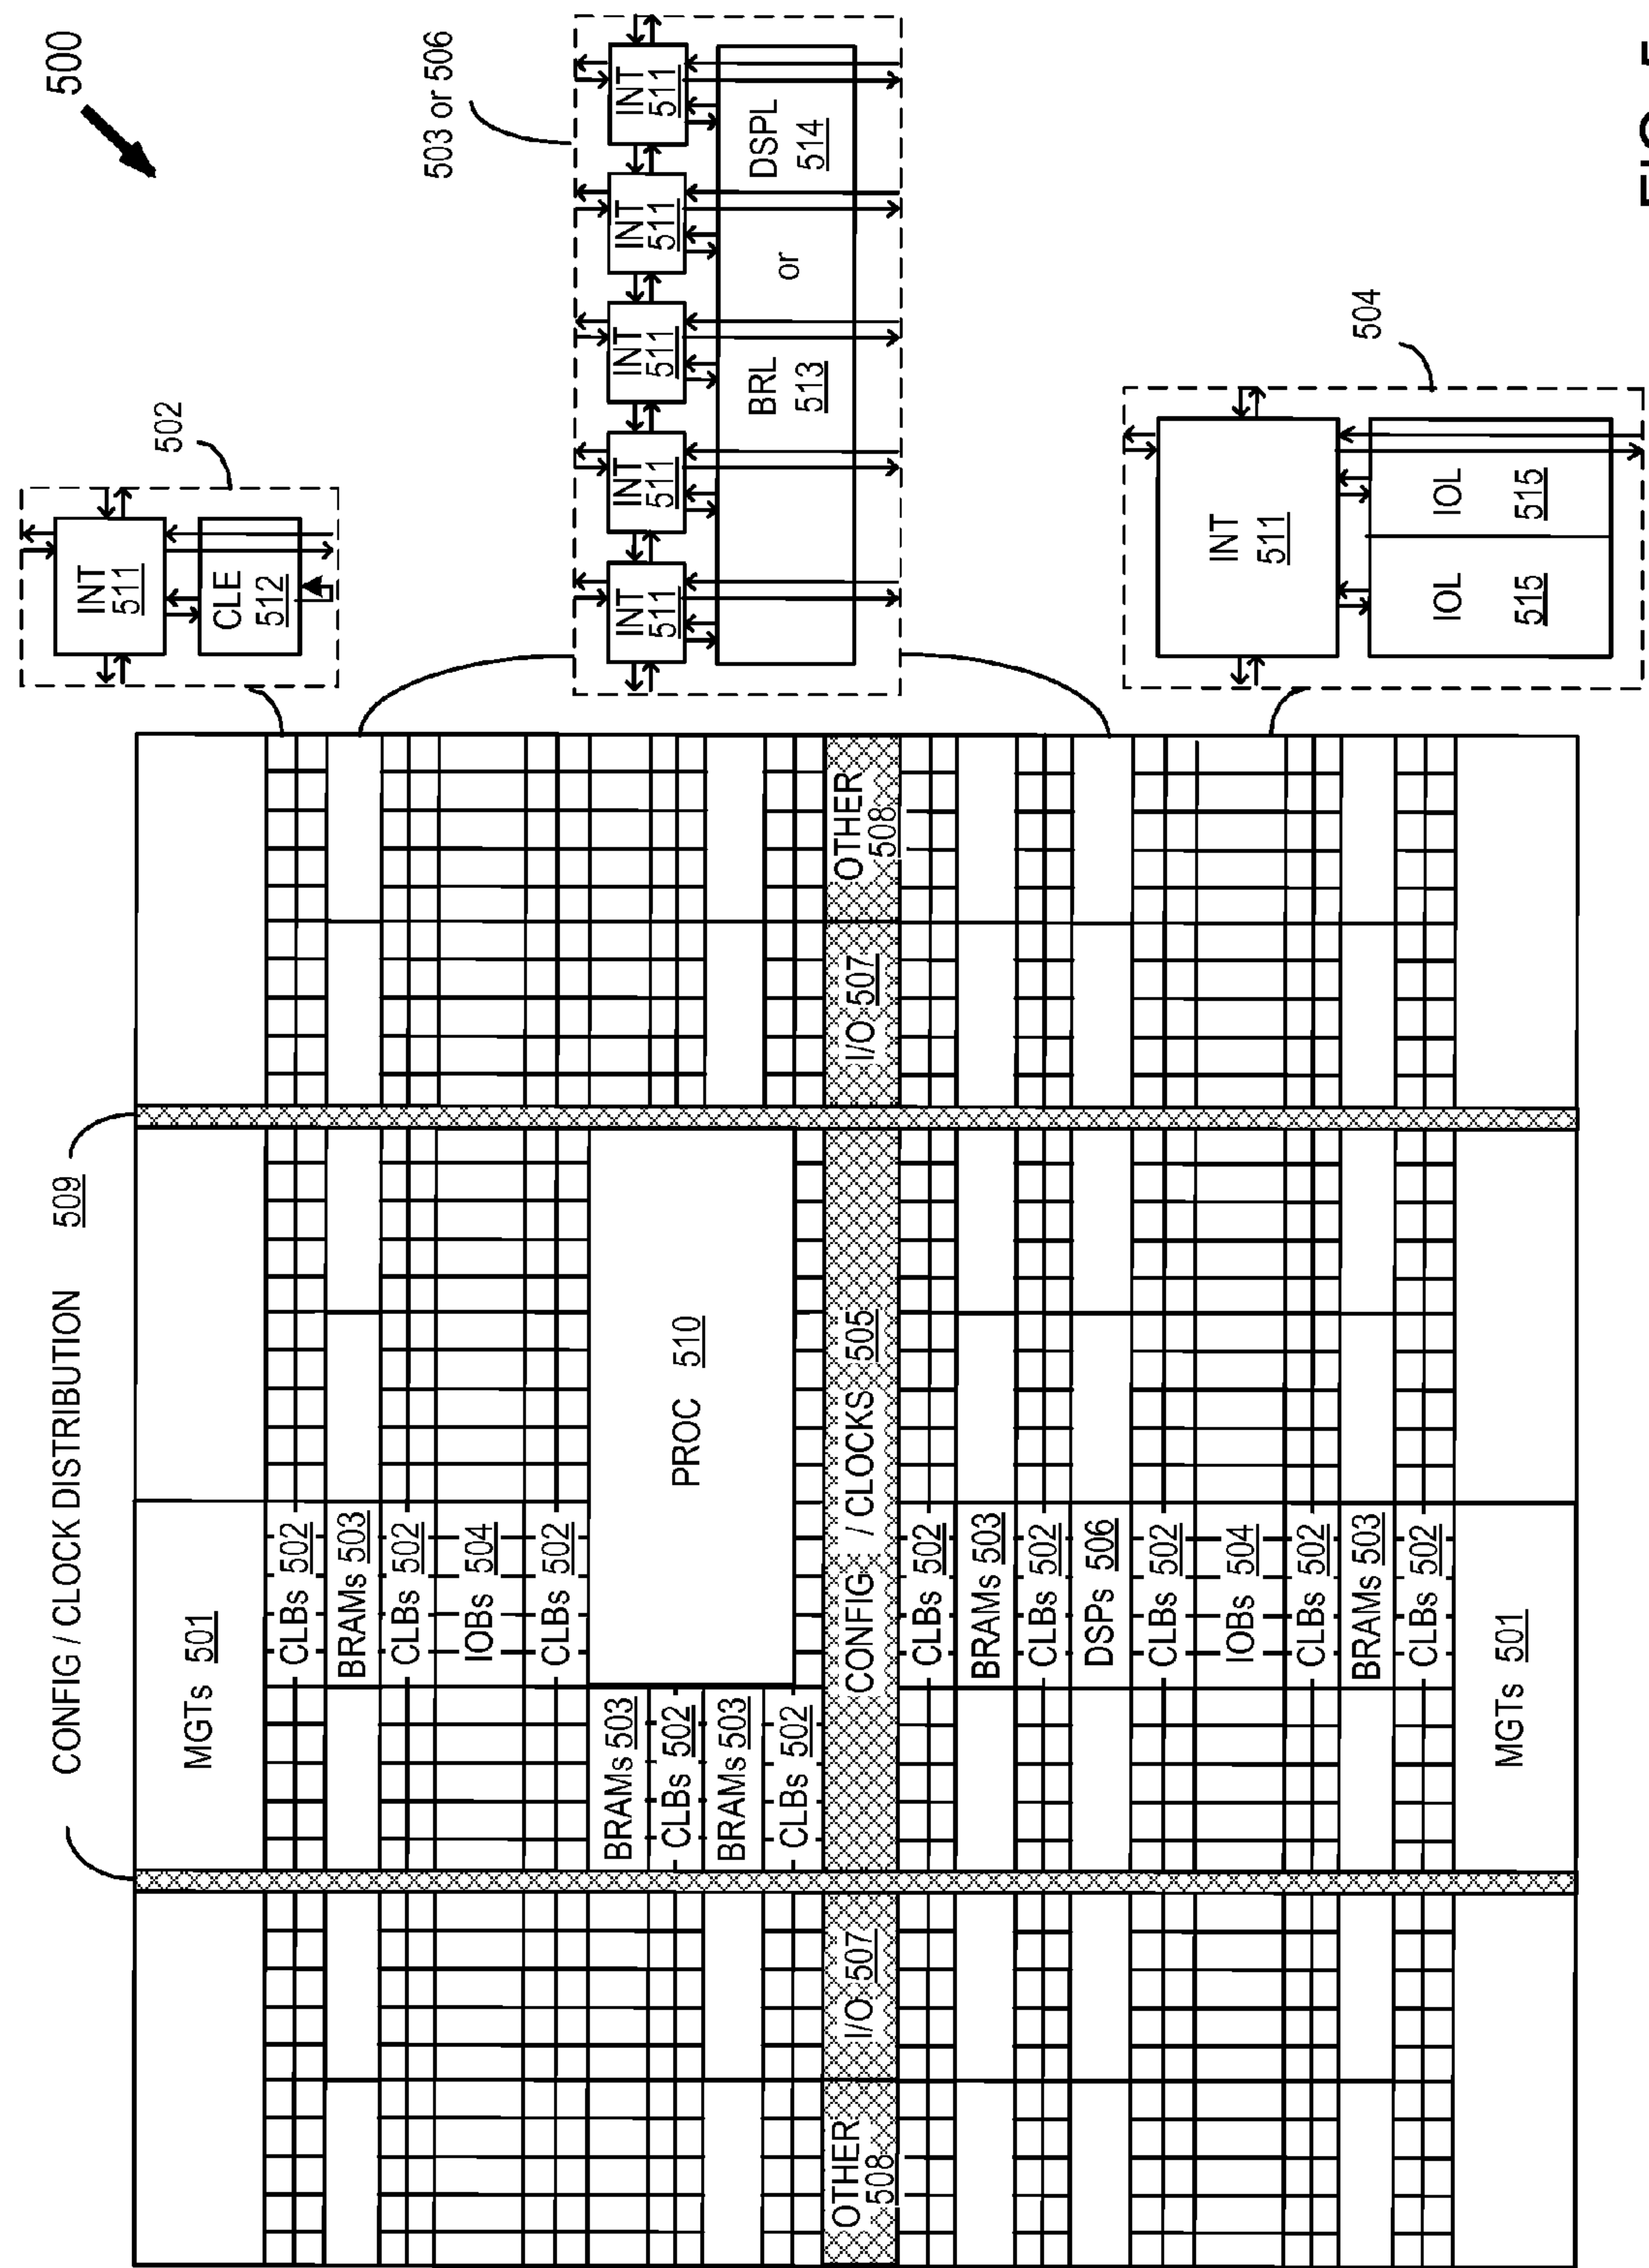 500
CONFIG / CLOCK DISTRIBUTION 509
MGTs 501
CLBs 502
BRAMs 503
CLBs 502
IOBs 504
CLBs 502
BRAMs 503
CLBs 502
BRAMs 503
CLBs 502
PROC 510
OTHER
508
I/O 507
CONFIG / CLOCKS 505
I/O 507
OTHER
508
CLBs 502
BRAMs 503
CLBs 502
DSPs 506
CLBs 502
IOBs 504
CLBs 502
BRAMs 503
CLBs 502
MGTs 501
502
INT
511
CLE
512
503 or 506
INT
511
INT
511
INT
511
INT
511
INT
511
BRL
513
or
DSPL
514
504
INT
511
IOL
515
IOL
515